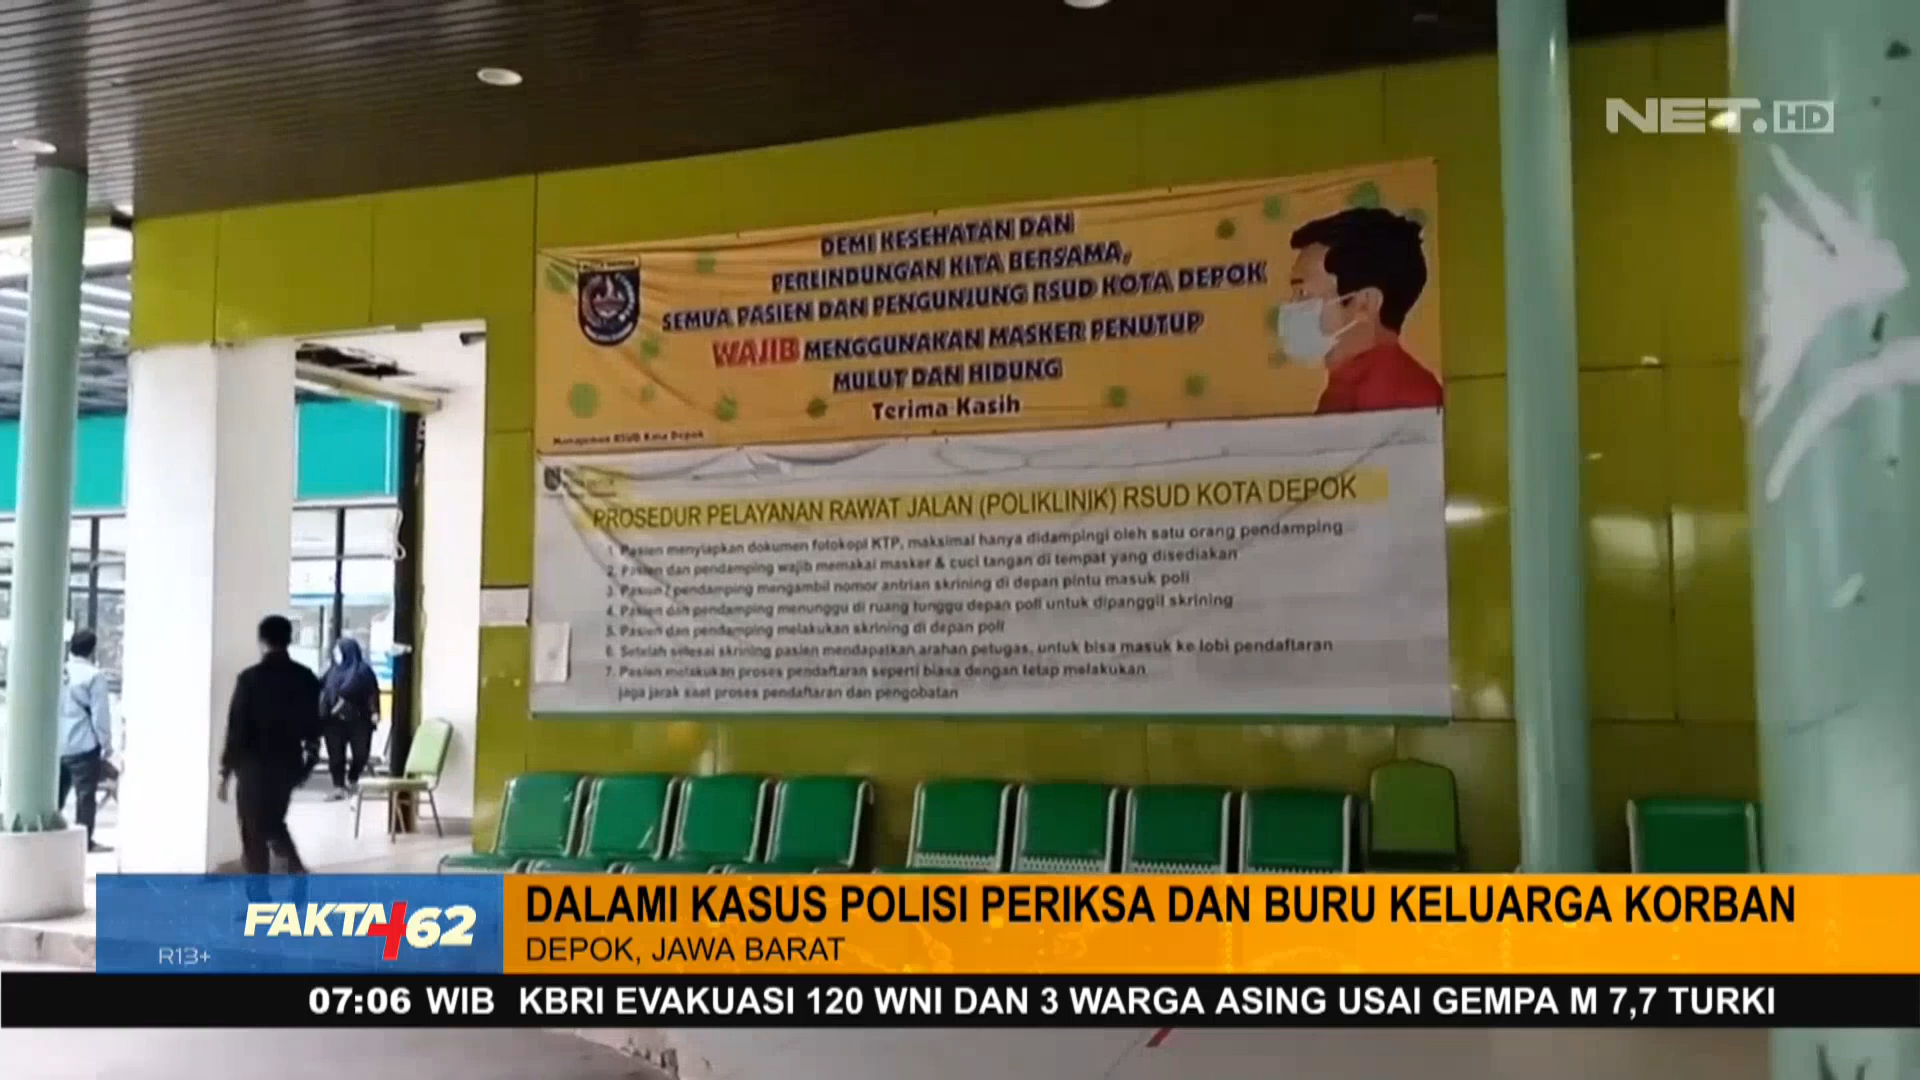 NET. HD
DEMI KESEHATAN DAN
PERLINDUNGAN KITA BERSAMA,
SEMUA PASIEN DAN PENGUNJUNG RSUD KOTA DEPOK
WAJIB MENGGUNAKAN MASKER PENUTUP
MULUT DAN HIDUNG
Terima Kasih
Manajemen RSUD Kota Depok
PROSEDUR PELAYANAN RAWAT JALAN (POLIKLINIK) RSUD KOTA DEPOK
1. Pasien menyiapkan dokumen fotokopi KTP, maksimal hanya didampingi oleh satu orang pendamping
2. Pasien dan pendamping wajib memakai masker & cuci tangan di tempat yang disediakan
3. Pasien / pendamping mengambil nomor antrian skrining di depan pintu masuk poli
4. Pasien dan pendamping menunggu di ruang tunggu depan poli untuk dipanggil skrining
5. Pasien dan pendamping melakukan skrining di depan poli
6. Setelah selesai skrining pasien mendapatkan arahan petugas, untuk bisa masuk ke lobi pendaftaran
7. Pasien melakukan proses pendaftaran seperti biasa dengan tetap melakukan
jaga jarak saat proses pendaftaran dan pengobatan
FAKTA+62
R13+
DALAMI KASUS POLISI PERIKSA DAN BURU KELUARGA KORBAN
DEPOK, JAWA BARAT
07:06 WIB KBRI EVAKUASI 120 WNI DAN 3 WARGA ASING USAI GEMPA M 7,7 TURKI